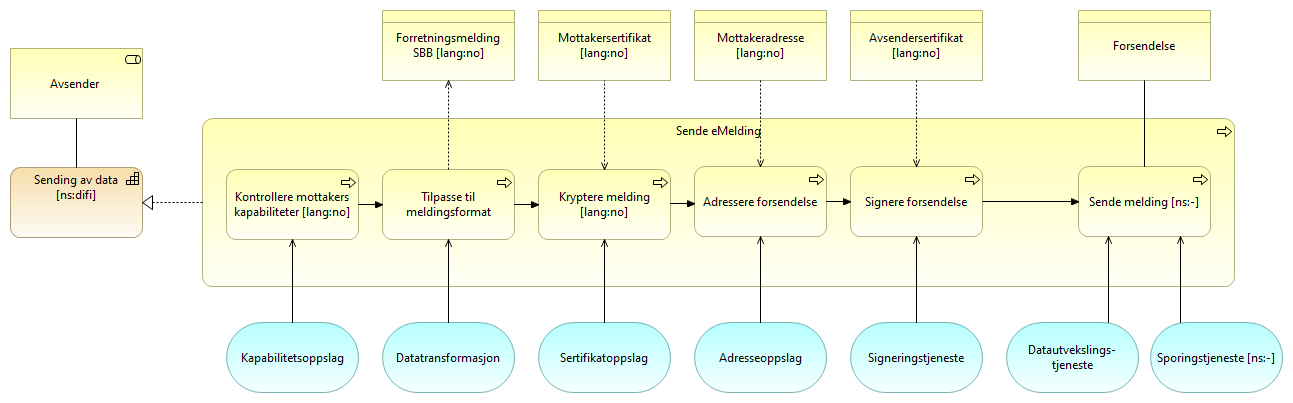 Forretningsmelding
SBB [lang:no]
Mottakersertifikat
[lang:no]
Mottakeradresse
[lang:no]
Avsendersertifikat
[lang:no]
Forsendelse
Avsender
Sende eMelding
Sending av data
[ns:difi]
Kontrollere mottakers
kapabiliteter [lang:no]
Tilpasse til
meldingsformat
Kryptere melding
[lang:no]
Adressere forsendelse
Signere forsendelse
Sende melding [ns:-]
Kapabilitetsoppslag
Datatransformasjon
Sertifikatoppslag
Adresseoppslag
Signeringstjeneste
Datautvekslings-
tjeneste
Sporingstjeneste [ns:-]